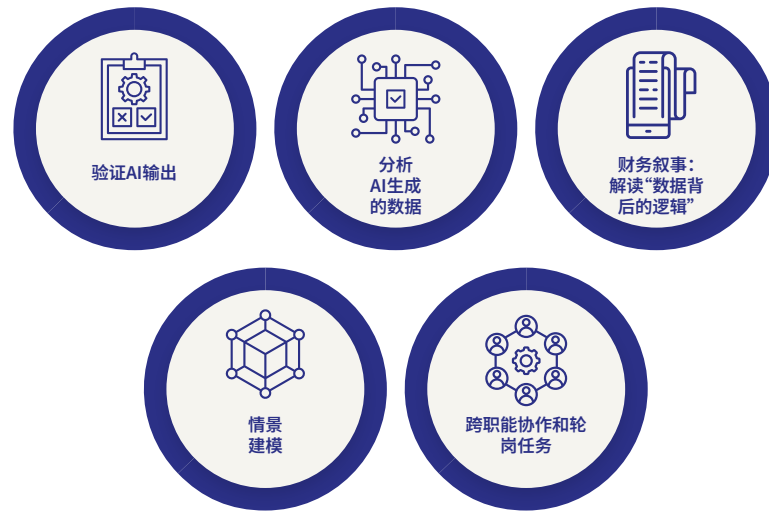 验证AI输出
分析
AI生成
的数据
财务叙事：
解读“数据背
后的逻辑”
情景
建模
跨职能协作和轮
岗任务